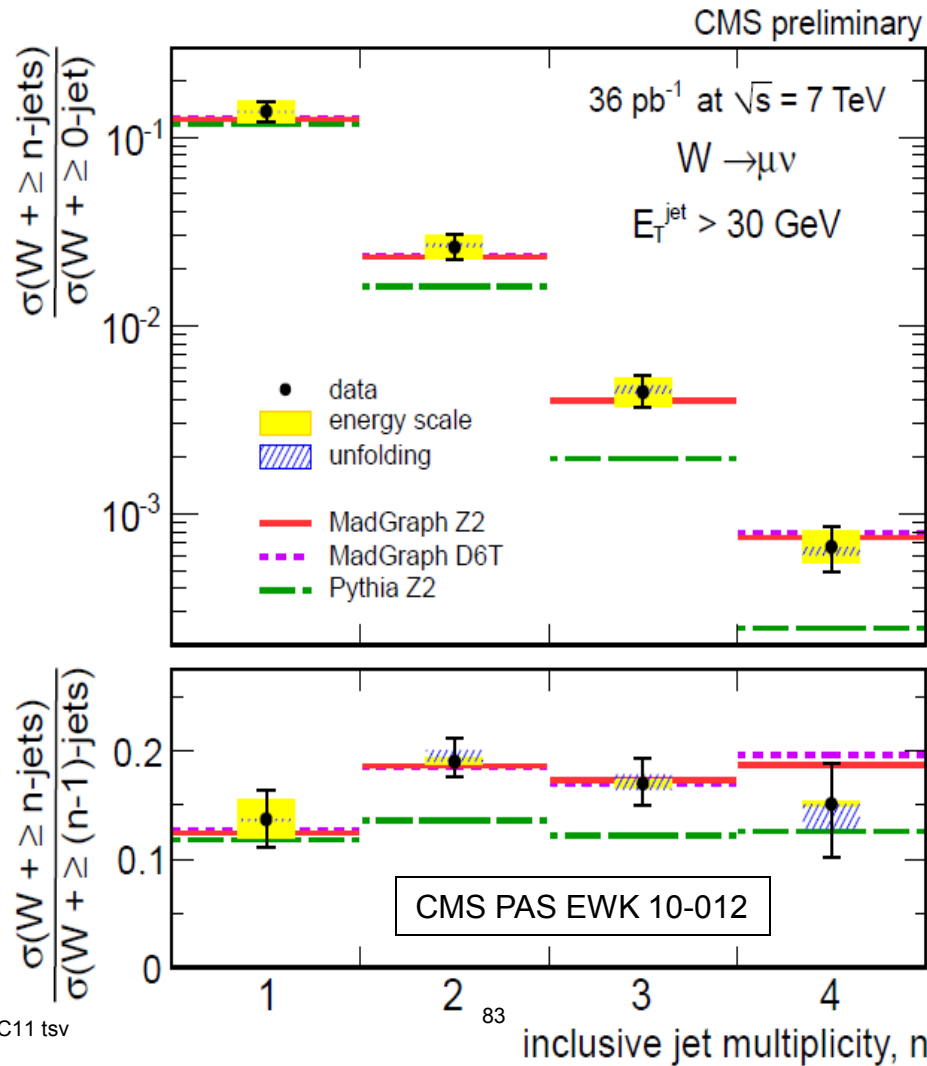 CMS preliminary
36 pb⁻¹ at √s = 7 TeV
W →μν
E_T^jet > 30 GeV
σ(W + ≥ n-jets)
σ(W + ≥ 0-jet)
10⁻¹
10⁻²
10⁻³
data
energy scale
unfolding
MadGraph Z2
MadGraph D6T
Pythia Z2
σ(W + ≥ n-jets)
σ(W + ≥ (n-1)-jets)
0.2
0.1
0
CMS PAS EWK 10-012
1 2 3 4
C11 tsv
83
inclusive jet multiplicity, n